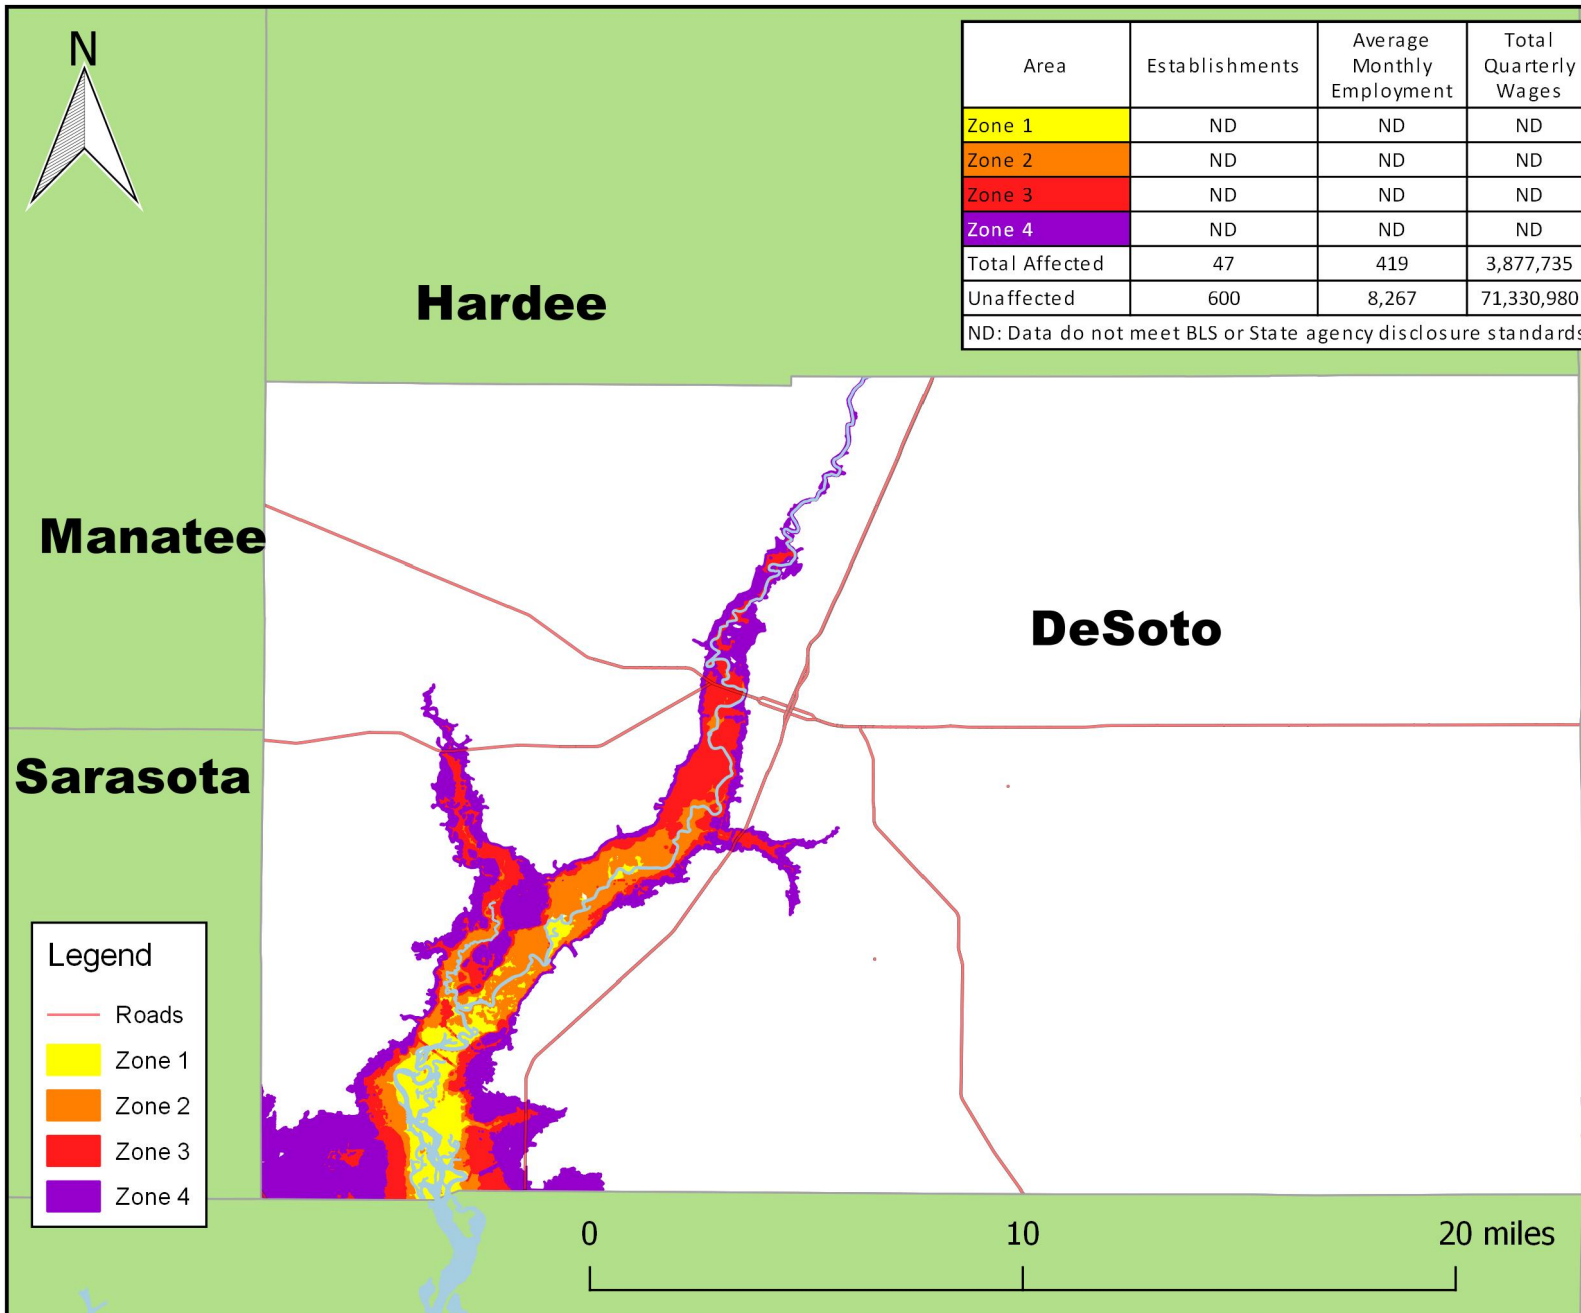 N
Area Establishments Average Monthly Employment Total Quarterly Wages
Zone 1 ND ND ND
Zone 2 ND ND ND
Zone 3 ND ND ND
Zone 4 ND ND ND
Total Affected 47 419 3,877,735
Unaffected 600 8,267 71,330,980
ND: Data do not meet BLS or State agency disclosure standards
Hardee
Manatee
DeSoto
Sarasota
Legend
Roads
Zone 1
Zone 2
Zone 3
Zone 4
0 10 20 miles